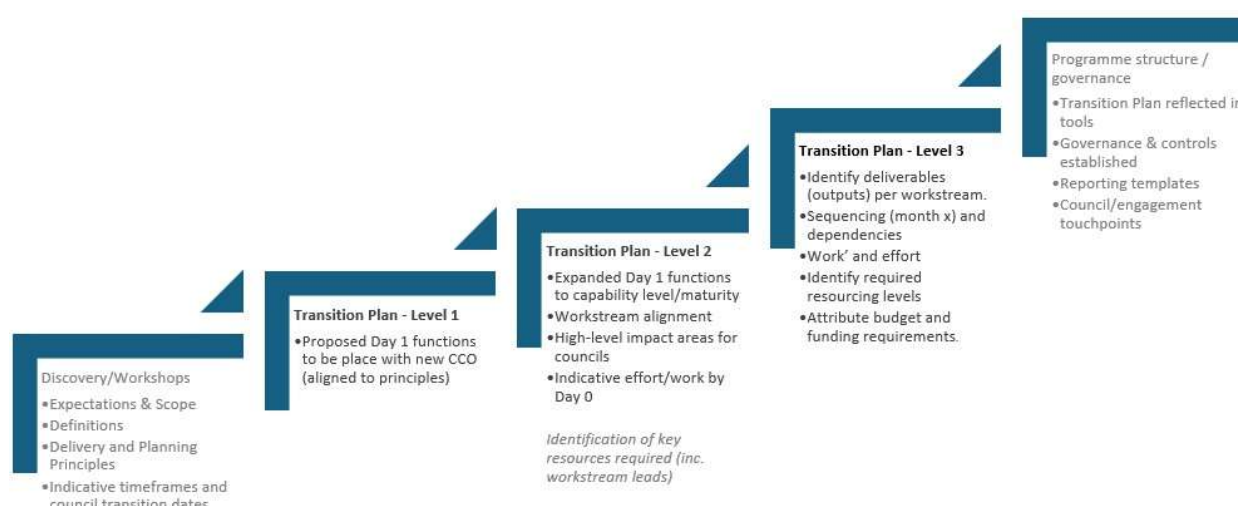 Discovery/Workshops
•Expectations & Scope
•Definitions
•Delivery and Planning
Principles
•Indicative timeframes and
council transition dates
Transition Plan - Level 1
•Proposed Day 1 functions
to be place with new CCO
(aligned to principles)
Transition Plan - Level 2
•Expanded Day 1 functions
to capability level/maturity
•Workstream alignment
•High-level impact areas for
councils
•Indicative effort/work by
Day 0
Identification of key
resources required (inc.
workstream leads)
Transition Plan - Level 3
•Identify deliverables
(outputs) per workstream.
•Sequencing (month x) and
dependencies
•Work’ and effort
•Identify required
resourcing levels
•Attribute budget and
funding requirements.
Programme structure /
governance
•Transition Plan reflected in
tools
•Governance & controls
established
•Reporting templates
•Council/engagement
touchpoints